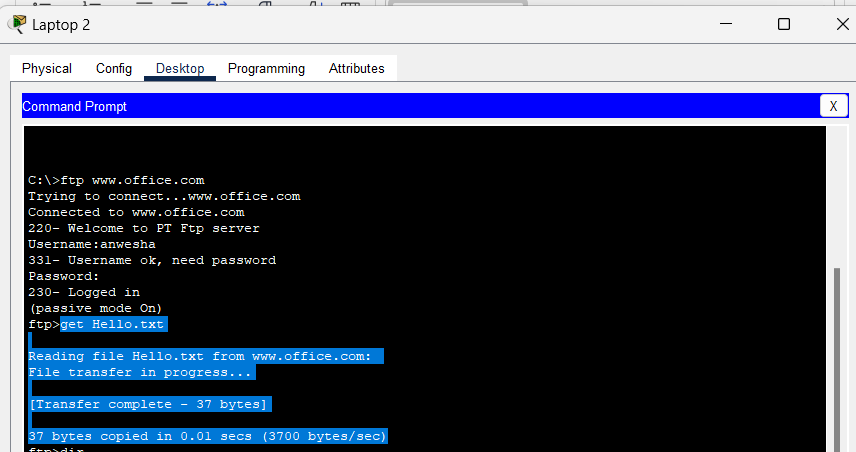 Laptop 2
Physical Config Desktop Programming Attributes
Command Prompt
X
C:\>ftp www.office.com
Trying to connect...www.office.com
Connected to www.office.com
220- Welcome to PT Ftp server
Username:anwesha
331- Username ok, need password
Password:
230- Logged in
(passive mode On)
ftp>get Hello.txt
Reading file Hello.txt from www.office.com:
File transfer in progress...
[Transfer complete - 37 bytes]
37 bytes copied in 0.01 secs (3700 bytes/sec)
ftp>dir